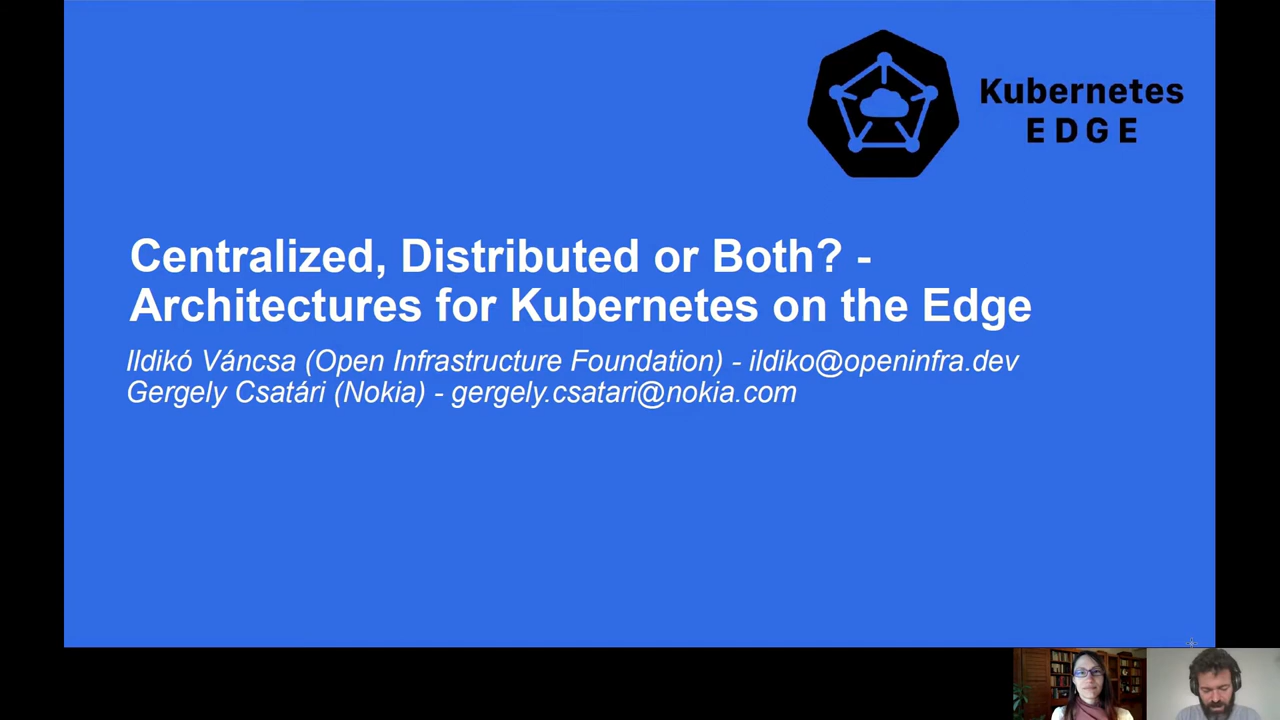 Kubernetes
EDGE
Centralized, Distributed or Both? -
Architectures for Kubernetes on the Edge
Ildikó Váncsa (Open Infrastructure Foundation) - ildiko@openinfra.dev
Gergely Csatári (Nokia) - gergely.csatari@nokia.com